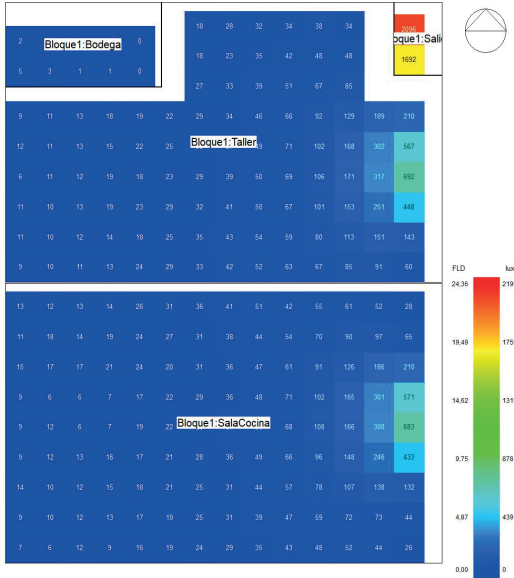 18 28 32 34 38 34
2 Bloque1:Bodega 0 2096
oque1:Sali
18 23 35 42 48 48 1692
5 3 1 1 0
27 33 39 51 67 85
9 11 13 18 19 22 29 34 46 66 92 129 189 210
12 11 13 15 22 25 Bloque1:Taller 9 71 102 168 302 567
6 11 12 19 18 23 29 39 50 69 106 171 317 692
11 10 13 19 23 29 32 41 50 67 101 153 251 448
11 10 12 14 18 25 35 43 54 59 80 113 151 143
9 10 11 13 24 29 33 42 52 63 67 85 91 60
13 12 13 14 26 31 36 41 51 42 55 61 52 28
11 18 14 19 24 27 31 38 44 54 70 90 97 65
15 17 17 21 24 20 31 36 47 61 91 126 186 210
9 6 6 7 17 22 29 36 48 71 102 165 301 571
9 12 6 7 19 22 Bloque1:SalaCocina 68 108 166 308 683
9 12 13 16 17 21 28 36 49 66 96 148 246 433
14 10 12 15 18 21 25 31 44 57 78 107 138 132
9 10 12 13 17 19 25 31 39 47 59 72 73 44
7 6 12 9 16 19 24 29 35 43 48 52 44 26
FLD lux
24,36 219
19,49 175
14,62 131
9,75 878
4,87 439
0,00 0